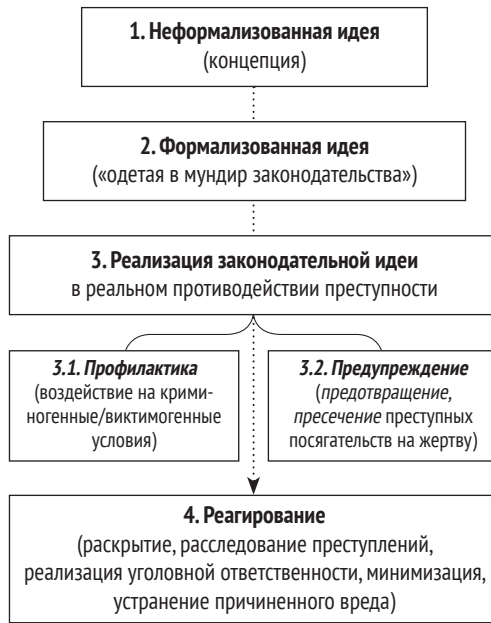 1. Неформализованная идея
(концепция)
2. Формализованная идея
(«одетая в мундир законодательства»)
3. Реализация законодательной идеи
в реальном противодействии преступности
3.1. Профилактика
(воздействие на крими-
ногенные/виктимогенные
условия)
3.2. Предупреждение
(предотвращение,
пресечение преступных
посягательств на жертву)
4. Реагирование
(раскрытие, расследование преступлений,
реализация уголовной ответственности, минимизация,
устранение причиненного вреда)